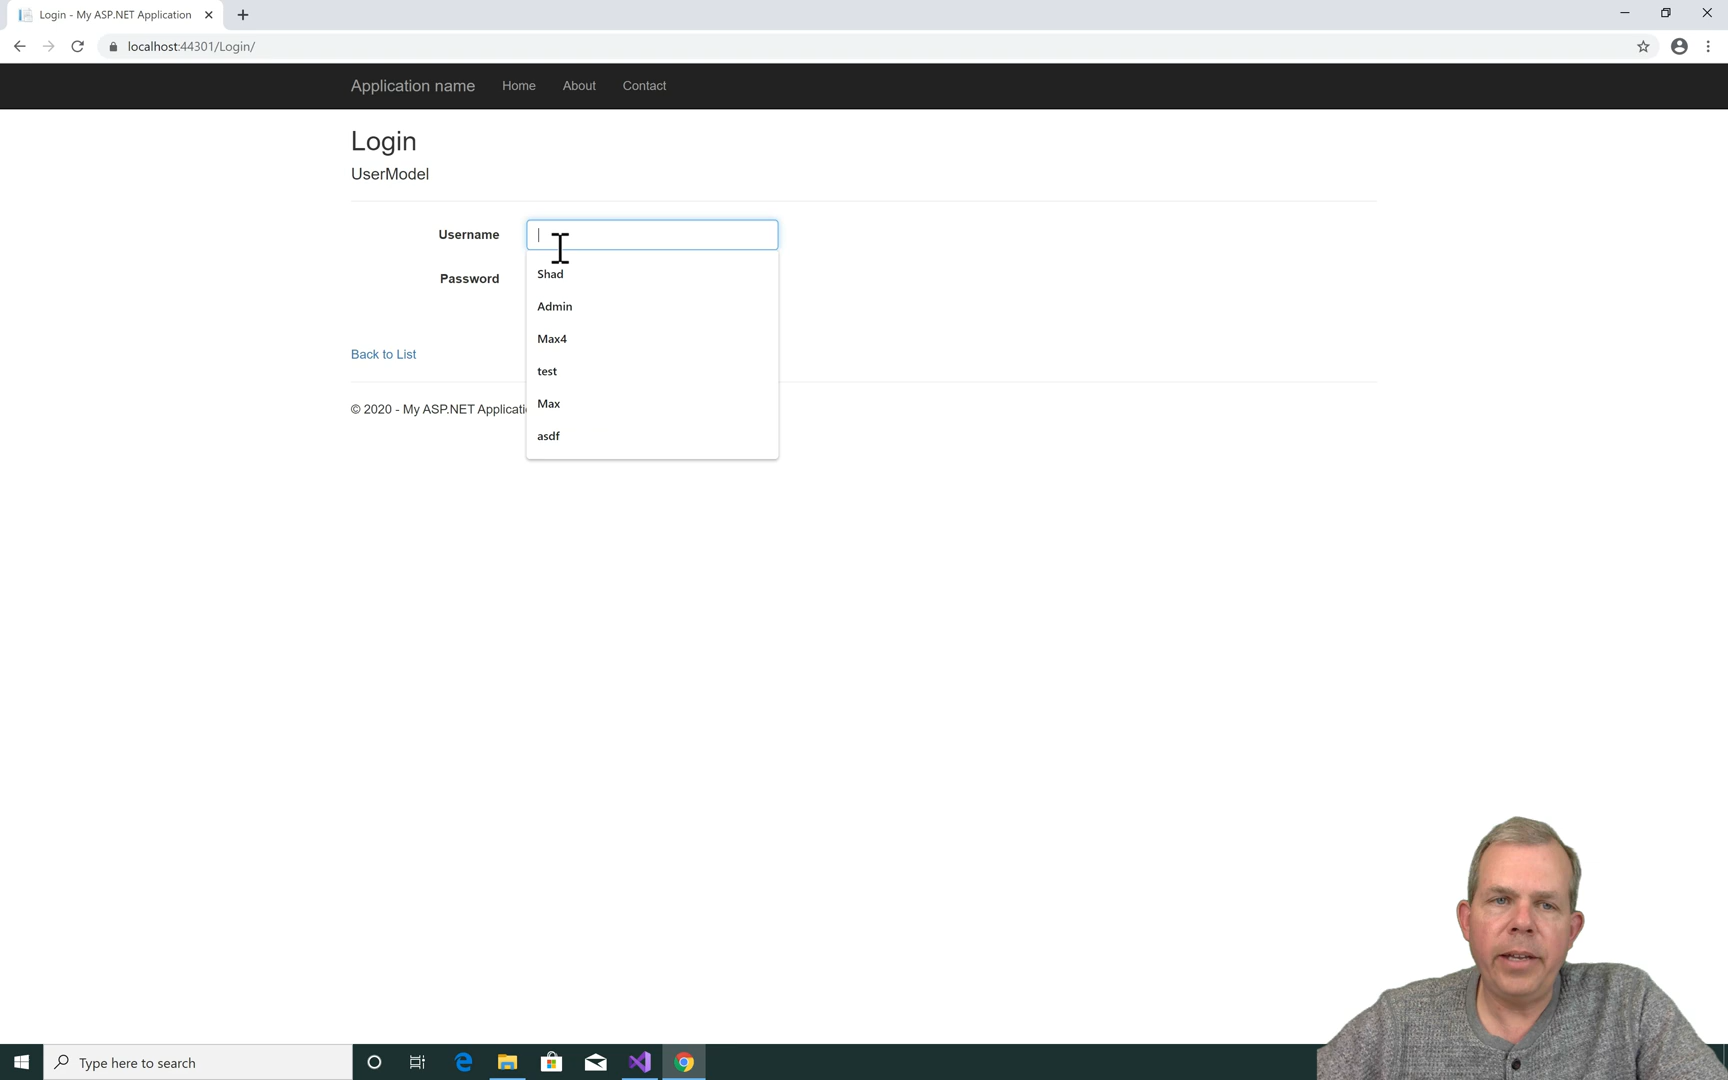 Login - My ASP.NET Application
localhost:44301/Login/
Application name Home About Contact
Login
UserModel
Username
Shad
Password
Admin
Max4
Back to List
test
Max
© 2020 - My ASP.NET Applicati
asdf
Type here to search